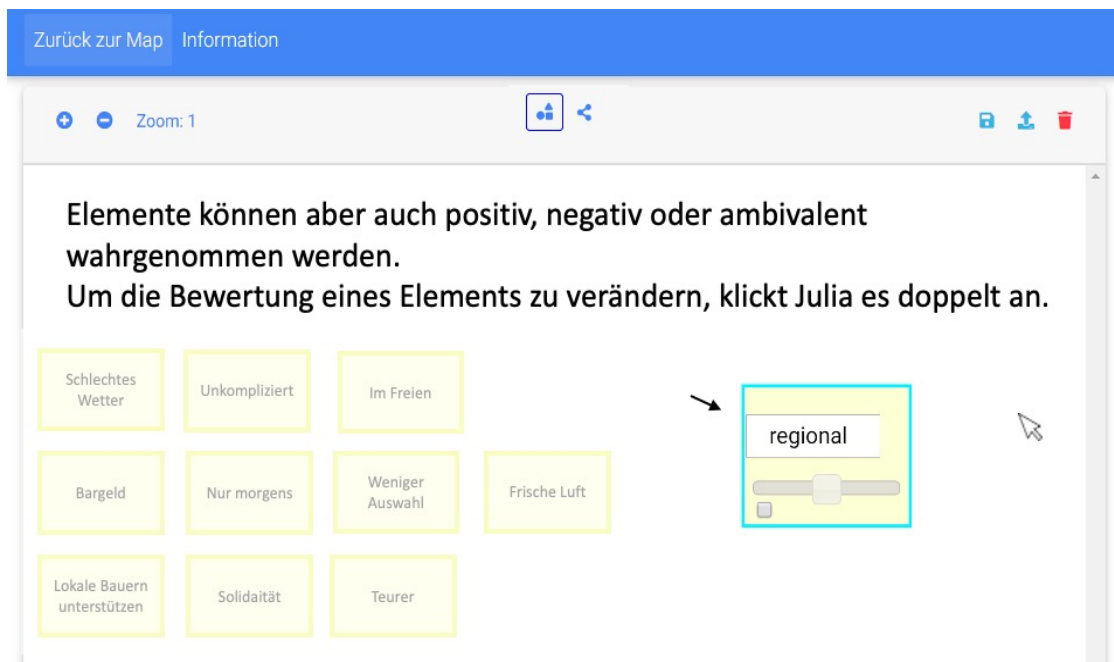 Zurück zur Map Information
Zoom: 1
Elemente können aber auch positiv, negativ oder ambivalent
wahrgenommen werden.
Um die Bewertung eines Elements zu verändern, klickt Julia es doppelt an.
Schlechtes
Wetter
Unkompliziert
Im Freien
regional
Bargeld
Nur morgens
Weniger
Auswahl
Frische Luft
Lokale Bauern
unterstützen
Solidaität
Teurer